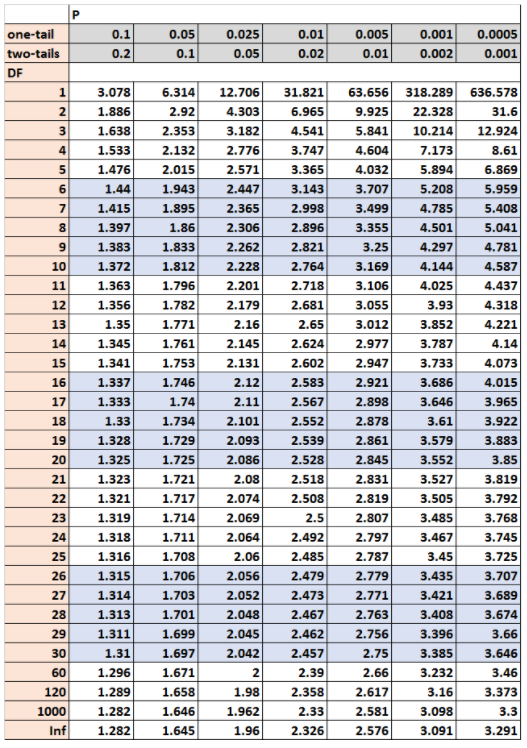 P
one-tail 0.1 0.05 0.025 0.01 0.005 0.001 0.0005
two-tails 0.2 0.1 0.05 0.02 0.01 0.002 0.001
DF
1 3.078 6.314 12.706 31.821 63.656 318.289 636.578
2 1.886 2.92 4.303 6.965 9.925 22.328 31.6
3 1.638 2.353 3.182 4.541 5.841 10.214 12.924
4 1.533 2.132 2.776 3.747 4.604 7.173 8.61
5 1.476 2.015 2.571 3.365 4.032 5.894 6.869
6 1.44 1.943 2.447 3.143 3.707 5.208 5.959
7 1.415 1.895 2.365 2.998 3.499 4.785 5.408
8 1.397 1.86 2.306 2.896 3.355 4.501 5.041
9 1.383 1.833 2.262 2.821 3.25 4.297 4.781
10 1.372 1.812 2.228 2.764 3.169 4.144 4.587
11 1.363 1.796 2.201 2.718 3.106 4.025 4.437
12 1.356 1.782 2.179 2.681 3.055 3.93 4.318
13 1.35 1.771 2.16 2.65 3.012 3.852 4.221
14 1.345 1.761 2.145 2.624 2.977 3.787 4.14
15 1.341 1.753 2.131 2.602 2.947 3.733 4.073
16 1.337 1.746 2.12 2.583 2.921 3.686 4.015
17 1.333 1.74 2.11 2.567 2.898 3.646 3.965
18 1.33 1.734 2.101 2.552 2.878 3.61 3.922
19 1.328 1.729 2.093 2.539 2.861 3.579 3.883
20 1.325 1.725 2.086 2.528 2.845 3.552 3.85
21 1.323 1.721 2.08 2.518 2.831 3.527 3.819
22 1.321 1.717 2.074 2.508 2.819 3.505 3.792
23 1.319 1.714 2.069 2.5 2.807 3.485 3.768
24 1.318 1.711 2.064 2.492 2.797 3.467 3.745
25 1.316 1.708 2.06 2.485 2.787 3.45 3.725
26 1.315 1.706 2.056 2.479 2.779 3.435 3.707
27 1.314 1.703 2.052 2.473 2.771 3.421 3.689
28 1.313 1.701 2.048 2.467 2.763 3.408 3.674
29 1.311 1.699 2.045 2.462 2.756 3.396 3.66
30 1.31 1.697 2.042 2.457 2.75 3.385 3.646
60 1.296 1.671 2 2.39 2.66 3.232 3.46
120 1.289 1.658 1.98 2.358 2.617 3.16 3.373
1000 1.282 1.646 1.962 2.33 2.581 3.098 3.3
Inf 1.282 1.645 1.96 2.326 2.576 3.091 3.291